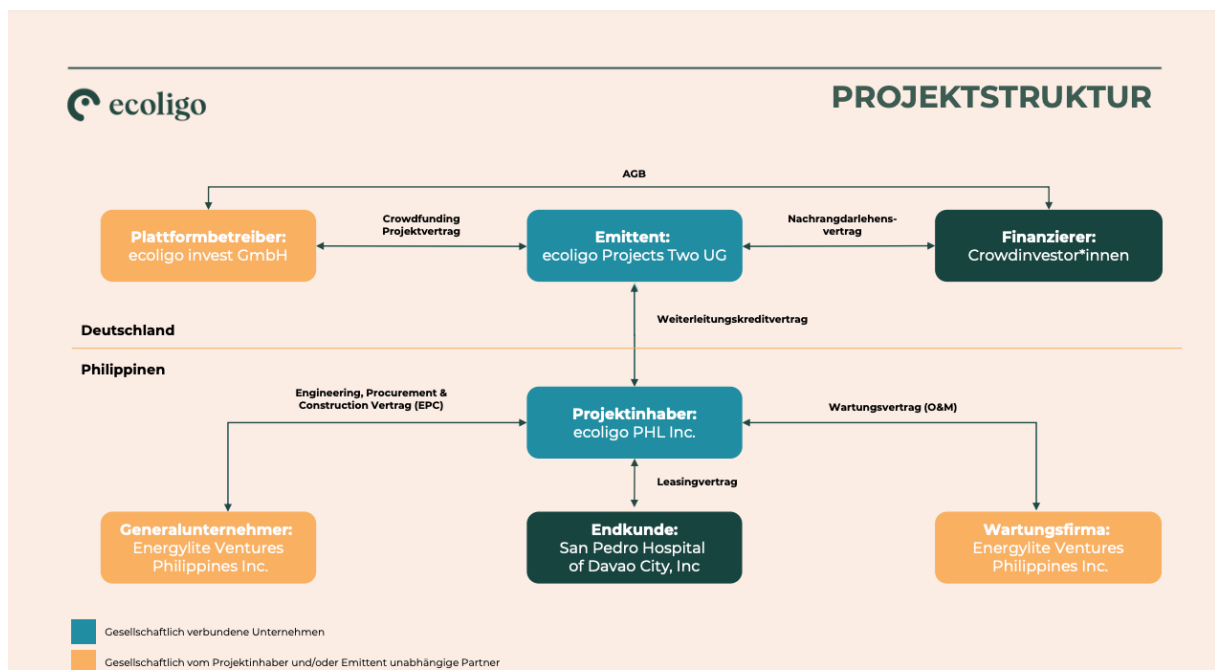 ecoligo
PROJEKTSTRUKTUR
AGB
Plattformbetreiber:
ecoligo invest GmbH
Crowdfunding
Projektvertrag
Emittent:
ecoligo Projects Two UG
Nachrangdarlehens-
vertrag
Finanzierer:
Crowdinvestor*innen
Weiterleitungskreditvertrag
Deutschland
Philippinen
Engineering, Procurement &
Construction Vertrag (EPC)
Projektinhaber:
ecoligo PHL Inc.
Wartungsvertrag (O&M)
Leasingvertrag
Generalunternehmer:
Energylite Ventures
Philippines Inc.
Endkunde:
San Pedro Hospital
of Davao City, Inc
Wartungsfirma:
Energylite Ventures
Philippines Inc.
Gesellschaftlich verbundene Unternehmen
Gesellschaftlich vom Projektinhaber und/oder Emittent unabhängige Partner